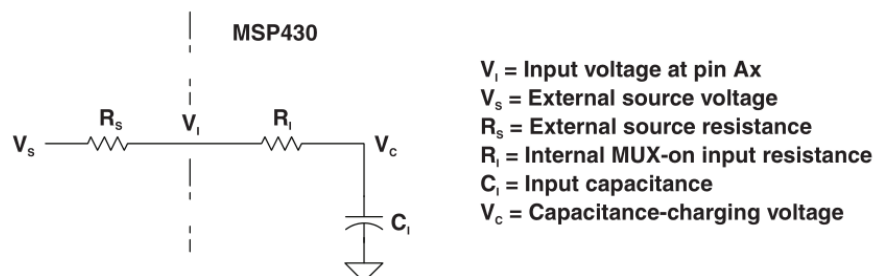 MSP430
V_S
R_S
V_I
R_I
V_C
C_I
V_I = Input voltage at pin Ax
V_S = External source voltage
R_S = External source resistance
R_I = Internal MUX-on input resistance
C_I = Input capacitance
V_C = Capacitance-charging voltage